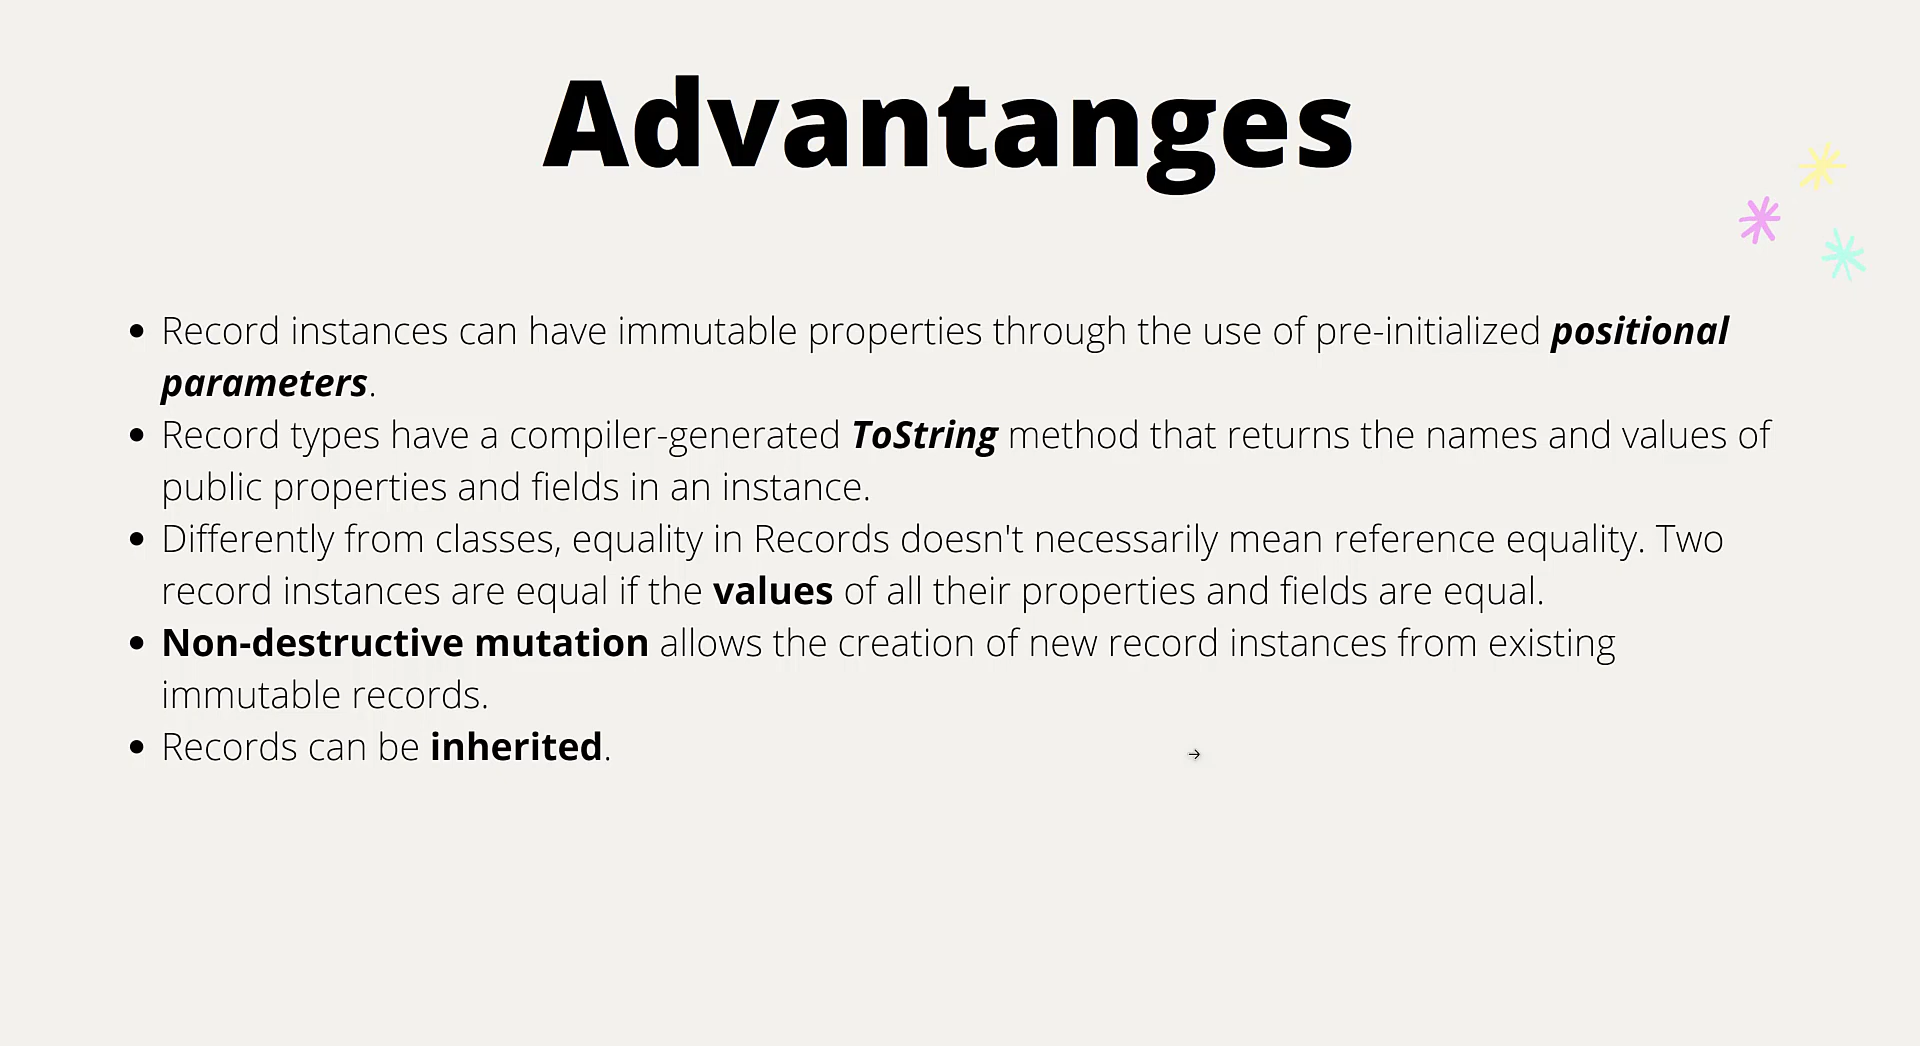 Advantanges
• Record instances can have immutable properties through the use of pre-initialized positional
parameters.
• Record types have a compiler-generated ToString method that returns the names and values of
public properties and fields in an instance.
• Differently from classes, equality in Records doesn't necessarily mean reference equality. Two
record instances are equal if the values of all their properties and fields are equal.
• Non-destructive mutation allows the creation of new record instances from existing
immutable records.
• Records can be inherited.